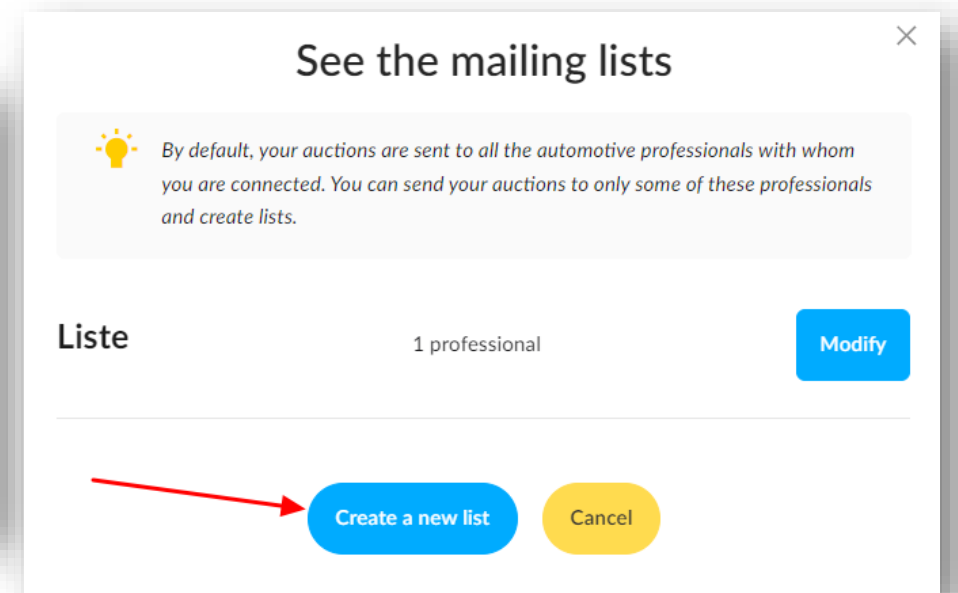 See the mailing lists
By default, your auctions are sent to all the automotive professionals with whom
you are connected. You can send your auctions to only some of these professionals
and create lists.
Liste
1 professional
Modify
Create a new list
Cancel